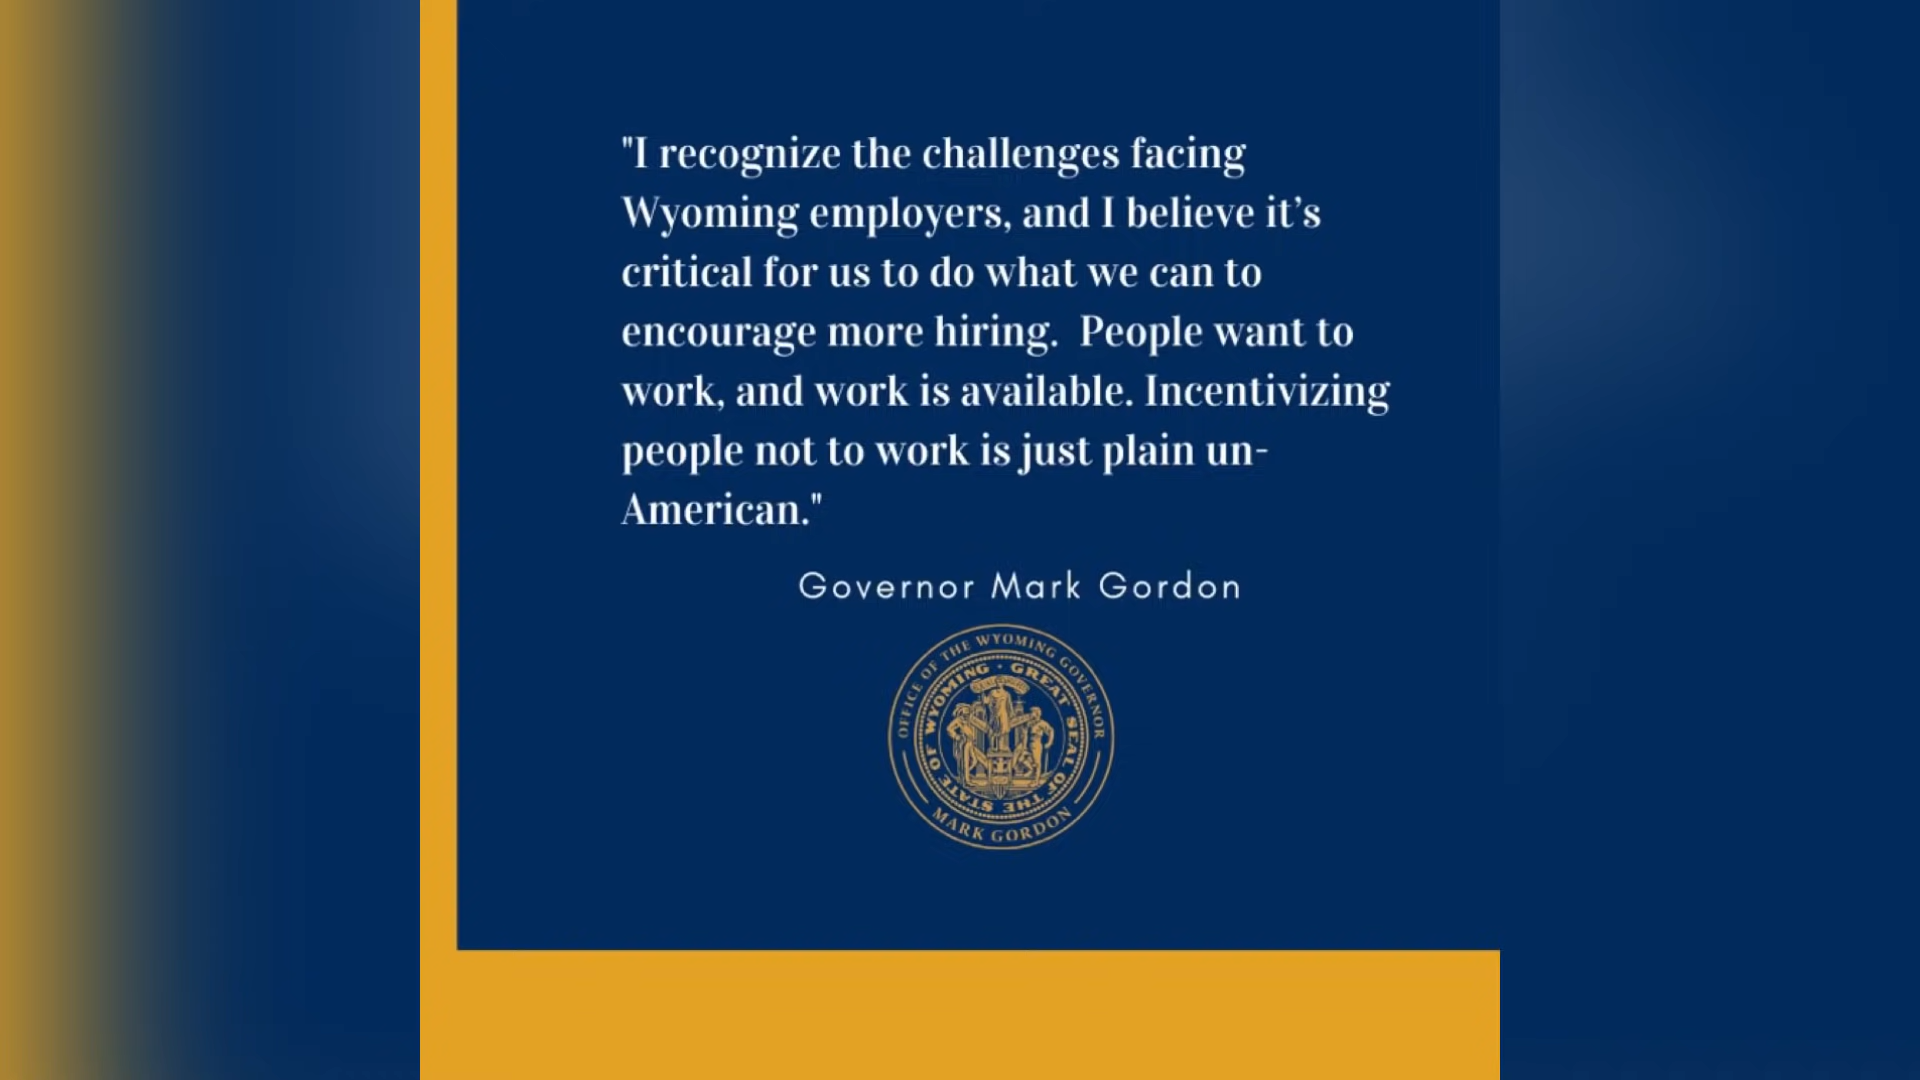 "I recognize the challenges facing
Wyoming employers, and I believe it’s
critical for us to do what we can to
encourage more hiring.  People want to
work, and work is available. Incentivizing
people not to work is just plain un-
American."
Governor Mark Gordon
OFFICE OF THE WYOMING GOVERNOR
GREAT SEAL OF THE STATE OF WYOMING
MARK GORDON